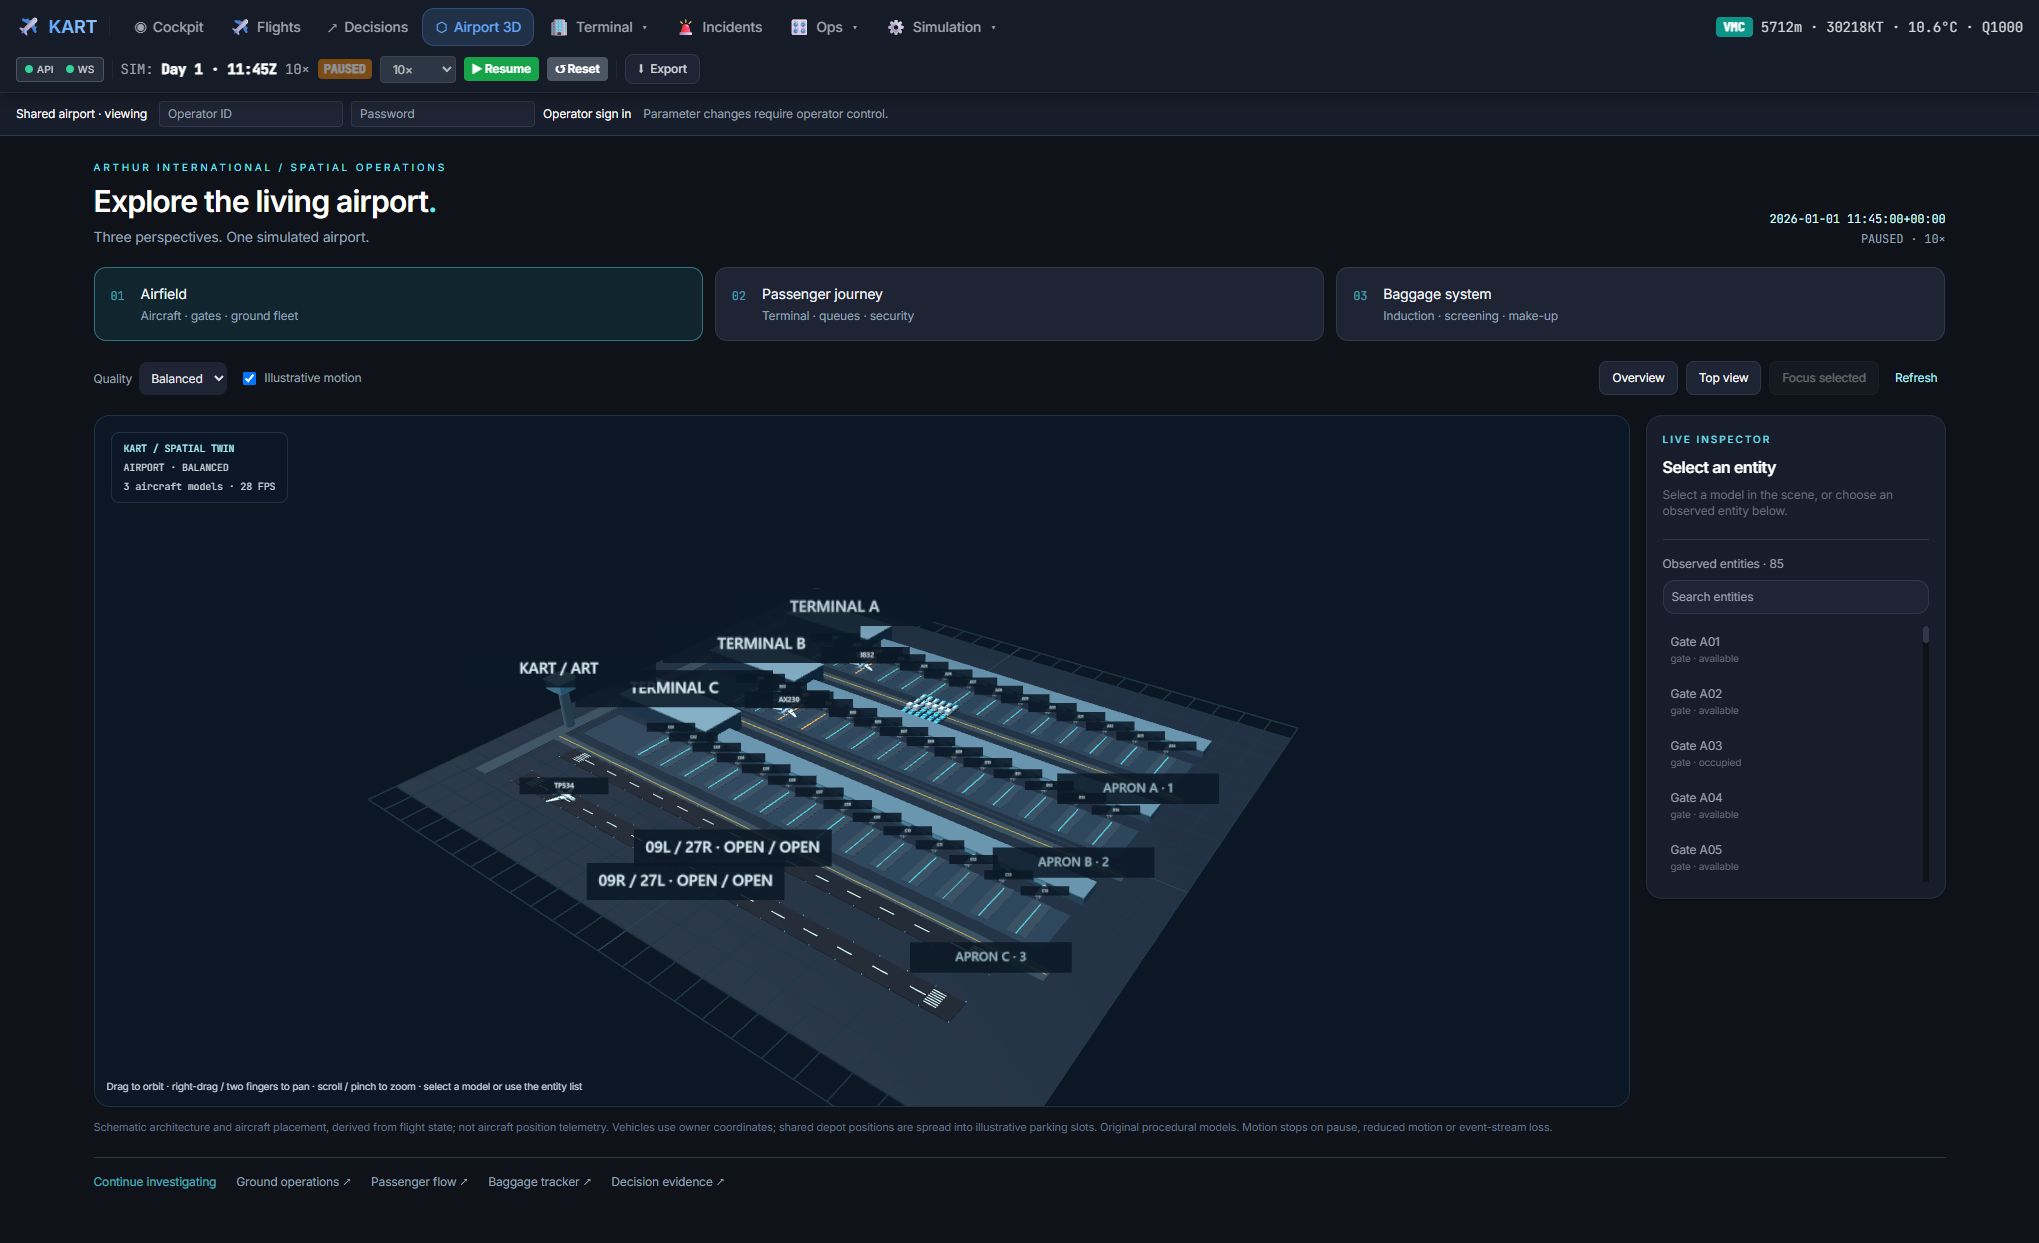 KART
Cockpit
Flights
Decisions
Airport 3D
Terminal
Incidents
Ops
Simulation
VMC 5712m · 30218KT · 10.6°C · Q1000
API WS
SIM: Day 1 · 11:45Z 10×
PAUSED
10×
Resume
Reset
Export
Shared airport · viewing
Operator ID
Password
Operator sign in
Parameter changes require operator control.
ARTHUR INTERNATIONAL / SPATIAL OPERATIONS
Explore the living airport.
Three perspectives. One simulated airport.
2026-01-01 11:45:00+00:00
PAUSED · 10×
01 Airfield
Aircraft · gates · ground fleet
02 Passenger journey
Terminal · queues · security
03 Baggage system
Induction · screening · make-up
Quality
Balanced
Illustrative motion
Overview
Top view
Focus selected
Refresh
KART / SPATIAL TWIN
AIRPORT · BALANCED
3 aircraft models · 28 FPS
TERMINAL A
TERMINAL B
KART / ART
TERMINAL C
AX230
TP534
09L / 27R · OPEN / OPEN
09R / 27L · OPEN / OPEN
APRON A · 1
APRON B · 2
APRON C · 3
Drag to orbit · right-drag / two fingers to pan · scroll / pinch to zoom · select a model or use the entity list
LIVE INSPECTOR
Select an entity
Select a model in the scene, or choose an
observed entity below.
Observed entities · 85
Search entities
Gate A01
gate · available
Gate A02
gate · available
Gate A03
gate · occupied
Gate A04
gate · available
Gate A05
gate · available
Schematic architecture and aircraft placement, derived from flight state; not aircraft position telemetry. Vehicles use owner coordinates; shared depot positions are spread into illustrative parking slots. Original procedural models. Motion stops on pause, reduced motion or event-stream loss.
Continue investigating
Ground operations ↗
Passenger flow ↗
Baggage tracker ↗
Decision evidence ↗